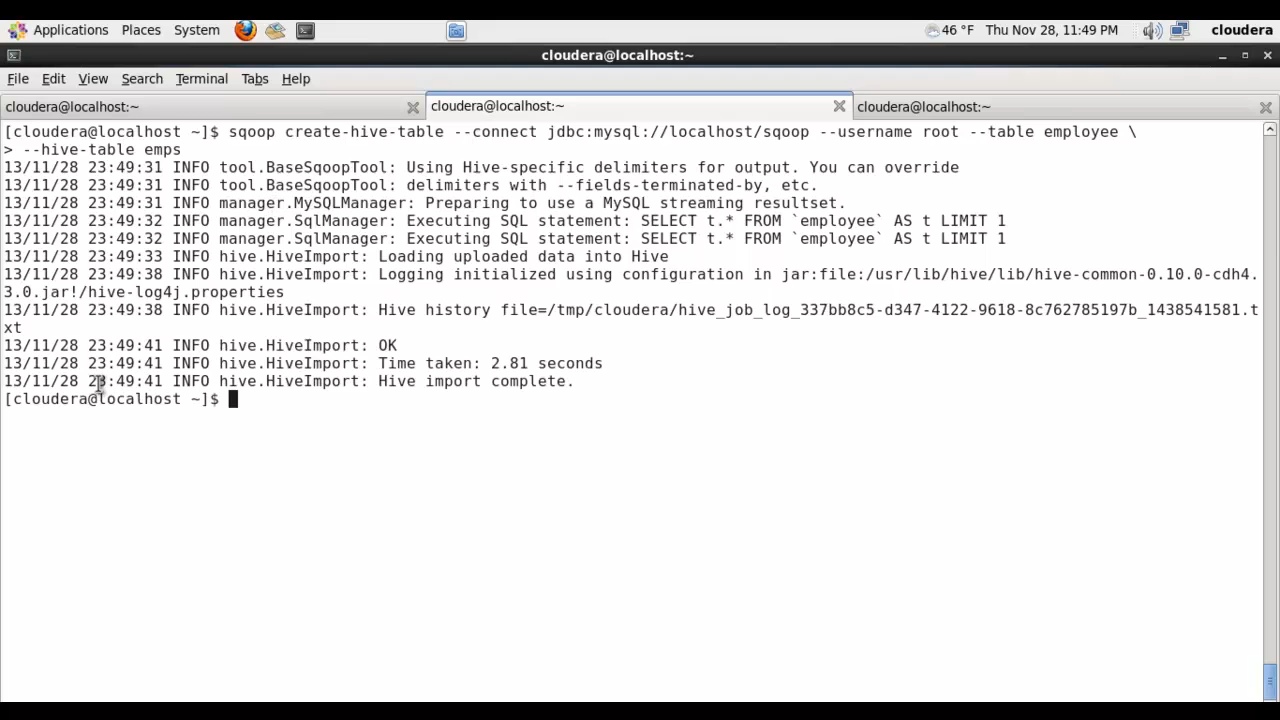 Applications Places System 46 °F Thu Nov 28, 11:49 PM cloudera
cloudera@localhost:~
File Edit View Search Terminal Tabs Help
cloudera@localhost:~ cloudera@localhost:~ cloudera@localhost:~
[cloudera@localhost ~]$ sqoop create-hive-table --connect jdbc:mysql://localhost/sqoop --username root --table employee \
> --hive-table emps
13/11/28 23:49:31 INFO tool.BaseSqoopTool: Using Hive-specific delimiters for output. You can override
13/11/28 23:49:31 INFO tool.BaseSqoopTool: delimiters with --fields-terminated-by, etc.
13/11/28 23:49:31 INFO manager.MySQLManager: Preparing to use a MySQL streaming resultset.
13/11/28 23:49:32 INFO manager.SqlManager: Executing SQL statement: SELECT t.* FROM `employee` AS t LIMIT 1
13/11/28 23:49:32 INFO manager.SqlManager: Executing SQL statement: SELECT t.* FROM `employee` AS t LIMIT 1
13/11/28 23:49:33 INFO hive.HiveImport: Loading uploaded data into Hive
13/11/28 23:49:38 INFO hive.HiveImport: Logging initialized using configuration in jar:file:/usr/lib/hive/lib/hive-common-0.10.0-cdh4.
3.0.jar!/hive-log4j.properties
13/11/28 23:49:38 INFO hive.HiveImport: Hive history file=/tmp/cloudera/hive_job_log_337bb8c5-d347-4122-9618-8c762785197b_1438541581.t
xt
13/11/28 23:49:41 INFO hive.HiveImport: OK
13/11/28 23:49:41 INFO hive.HiveImport: Time taken: 2.81 seconds
13/11/28 23:49:41 INFO hive.HiveImport: Hive import complete.
[cloudera@localhost ~]$